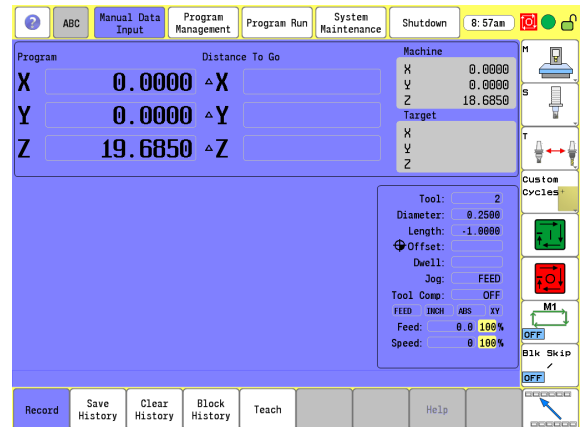 ?
ABC
Manual Data
Input
Program
Management
Program Run
System
Maintenance
Shutdown
8:57am
Program
Distance To Go
X 0.0000 ΔX
Y 0.0000 ΔY
Z 19.6850 ΔZ
Machine
X 0.0000
Y 0.0000
Z 18.6850
Target
X
Y
Z
M
S
T
Custom
Cycles+
Tool: 2
Diameter: 0.2500
Length: -1.0000
Offset:
Dwell:
Jog: FEED
Tool Comp: OFF
FEED INCH ABS XY
Feed: 0.0 100%
Speed: 0 100%
M1
OFF
Blk Skip
/
OFF
Record
Save
History
Clear
History
Block
History
Teach
Help